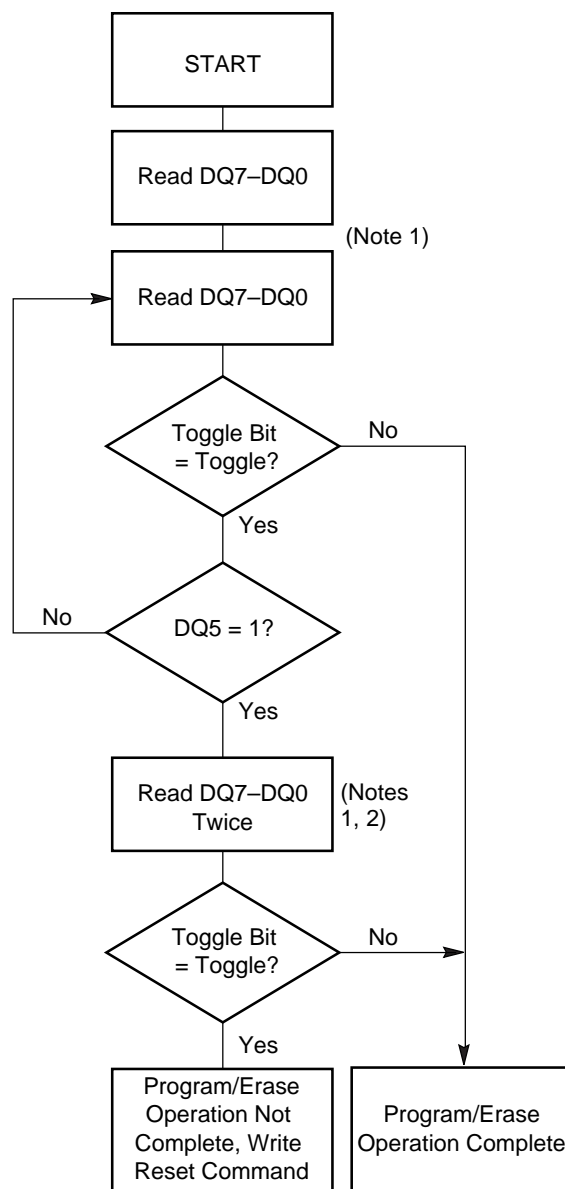 START
Read DQ7–DQ0
(Note 1)
Read DQ7–DQ0
Toggle Bit
= Toggle?
No
Yes
No
DQ5 = 1?
Yes
Read DQ7–DQ0
Twice
(Notes
1, 2)
Toggle Bit
= Toggle?
No
Yes
Program/Erase
Operation Not
Complete, Write
Reset Command
Program/Erase
Operation Complete